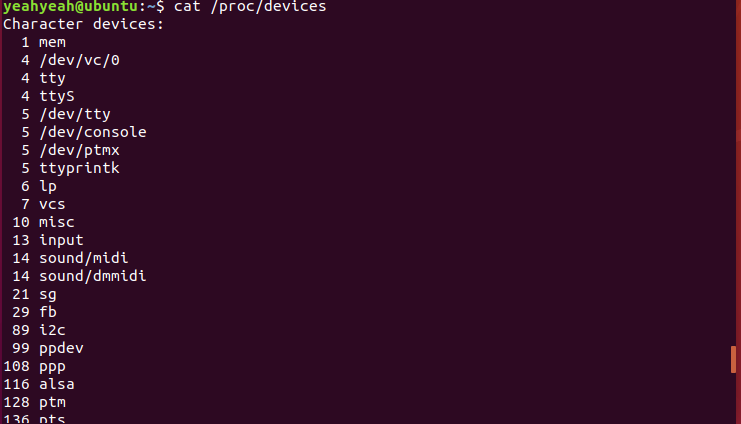 yeahyeah@ubuntu:~$ cat /proc/devices
Character devices:
  1 mem
  4 /dev/vc/0
  4 tty
  4 ttyS
  5 /dev/tty
  5 /dev/console
  5 /dev/ptmx
  5 ttyprintk
  6 lp
  7 vcs
 10 misc
 13 input
 14 sound/midi
 14 sound/dmmidi
 21 sg
 29 fb
 89 i2c
 99 ppdev
108 ppp
116 alsa
128 ptm
136 pts